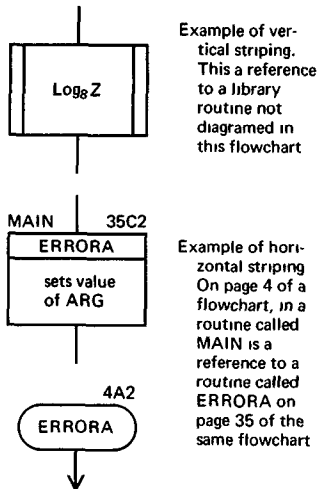 Example of ver-
tical striping.
This a reference
to a library
routine not
diagramed in
this flowchart
Log8Z
MAIN 35C2
ERRORA
sets value
of ARG
Example of hori-
zontal striping
On page 4 of a
flowchart, in a
routine called
MAIN is a
reference to a
routine called
ERRORA on
page 35 of the
same flowchart
4A2
ERRORA